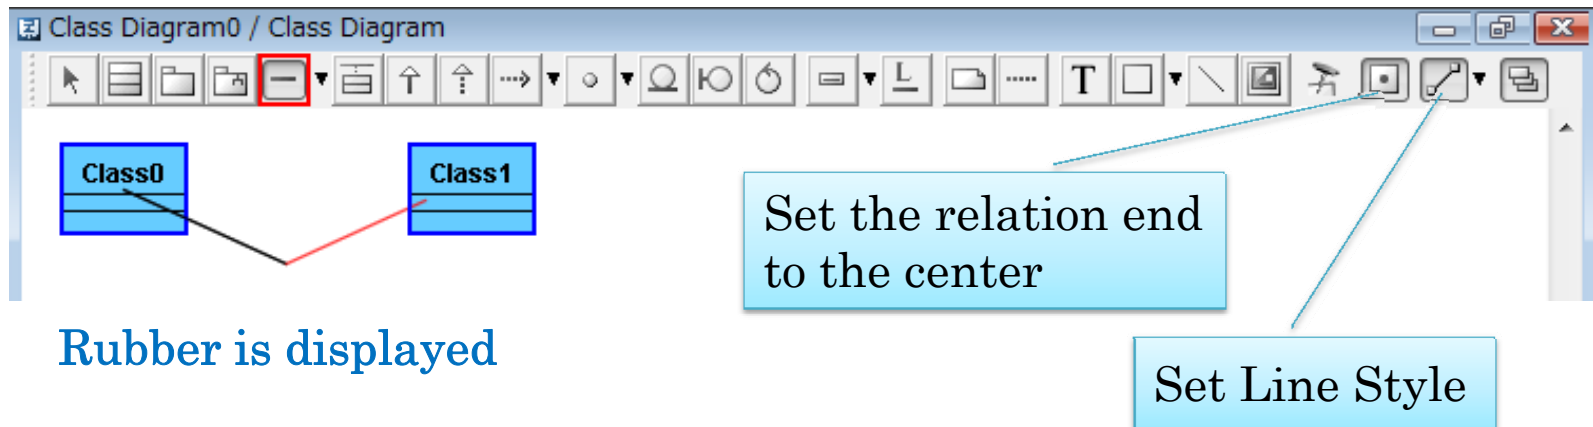 Class Diagram0 / Class Diagram
L
T
Class0
Class1
Set the relation end
to the center
Rubber is displayed
Set Line Style